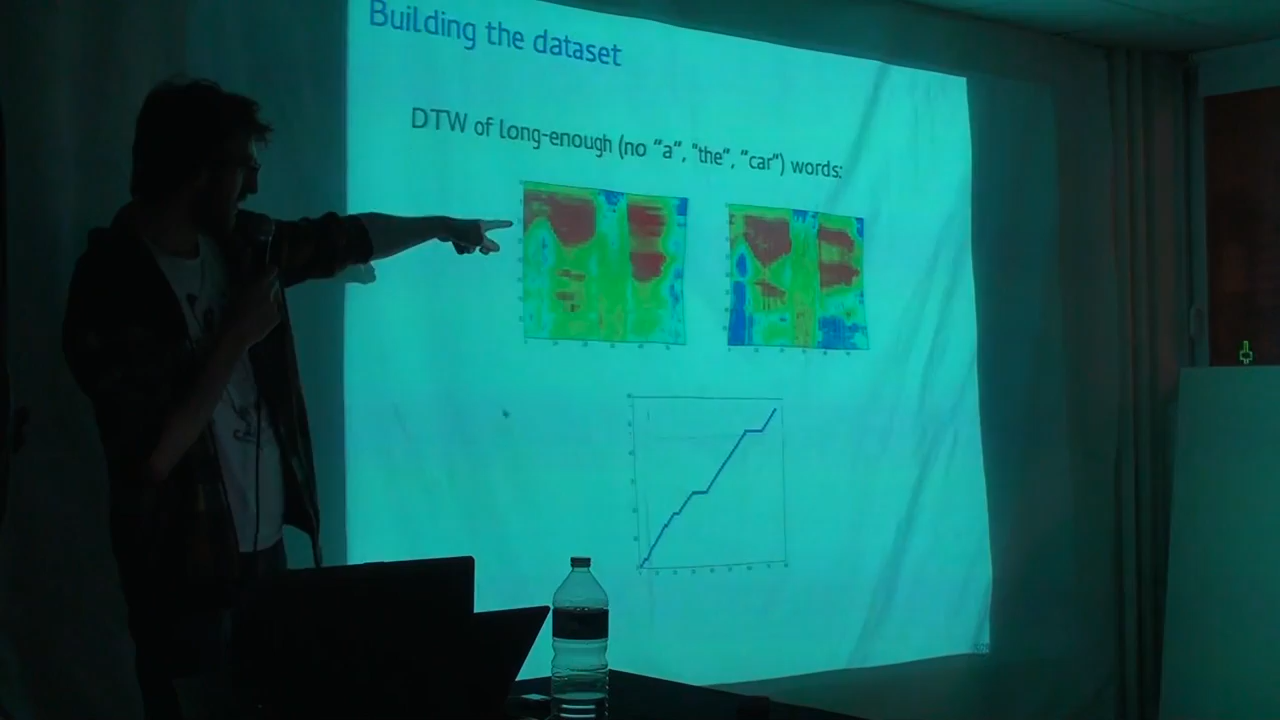 Building the dataset
DTW of long-enough (no “a”, "the”, “car”) words: